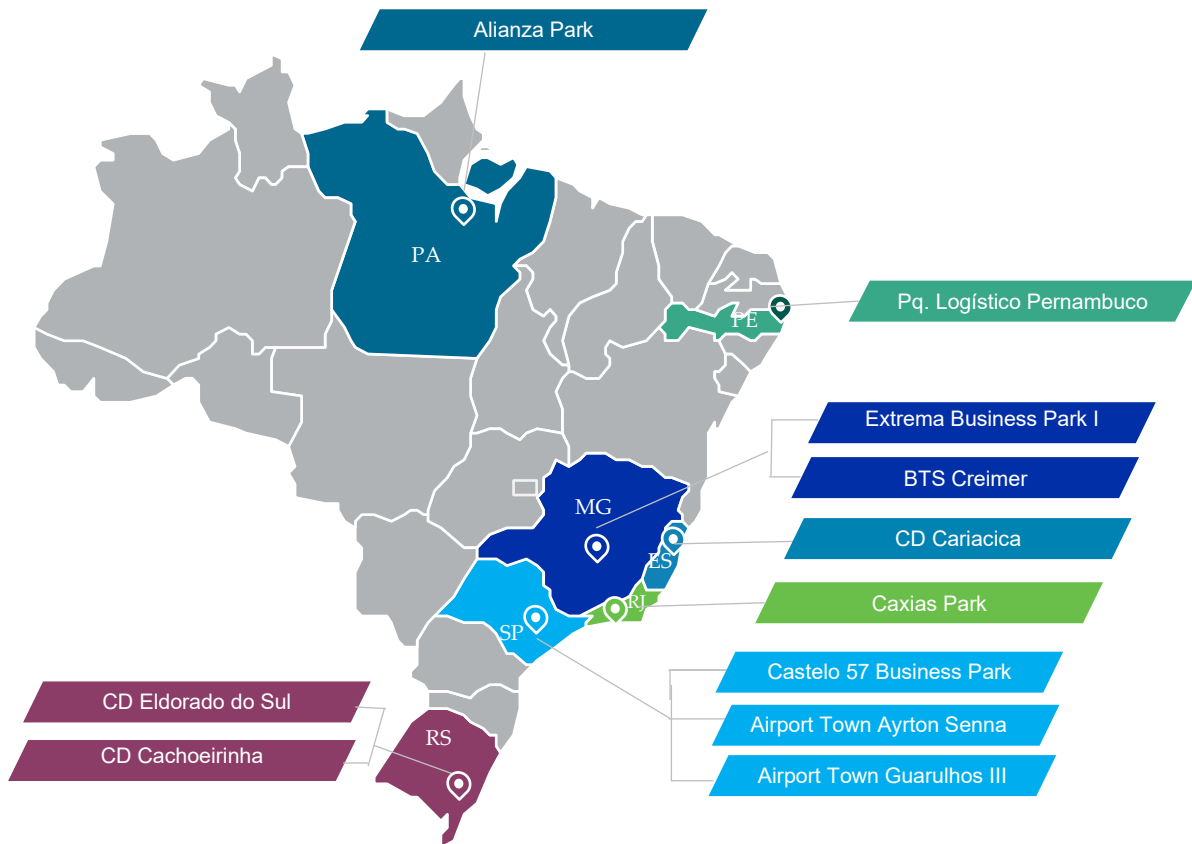 Alianza Park
PA
Pq. Logístico Pernambuco
PE
Extrema Business Park I
BTS Creimer
MG
CD Cariacica
ES
Caxias Park
RJ
SP
Castelo 57 Business Park
Airport Town Ayrton Senna
Airport Town Guarulhos III
CD Eldorado do Sul
CD Cachoeirinha
RS